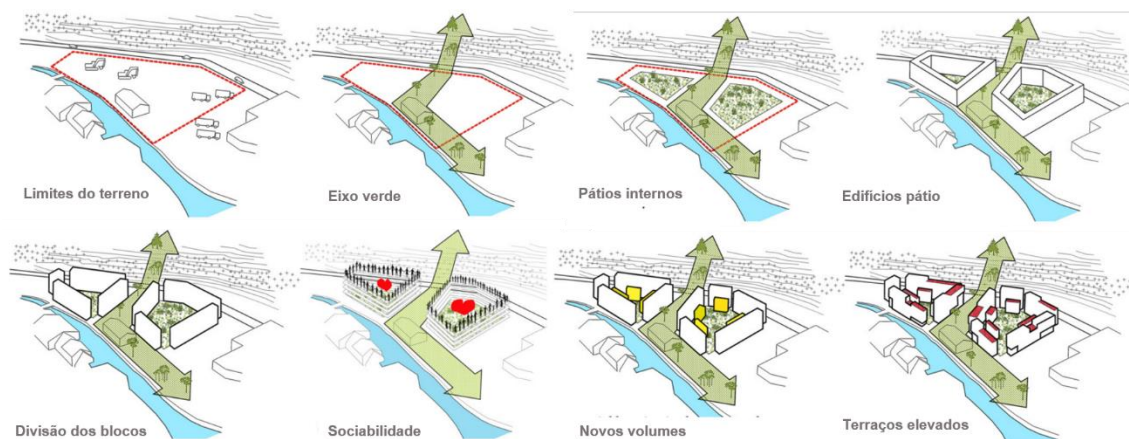 Limites do terreno
Eixo verde
Pátios internos
Edifícios pátio
Divisão dos blocos
Sociabilidade
Novos volumes
Terraços elevados